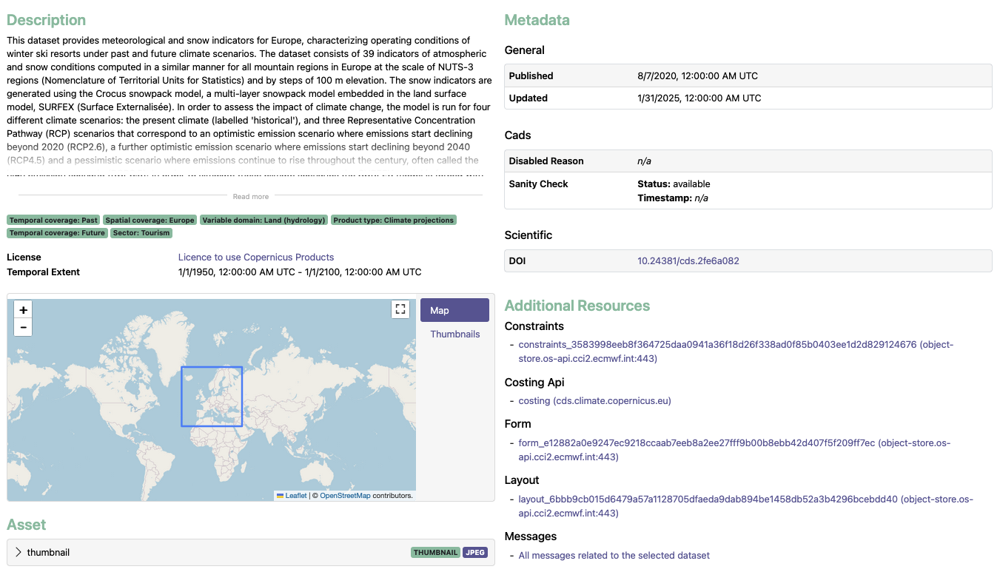 Description
This dataset provides meteorological and snow indicators for Europe, characterizing operating conditions of
winter ski resorts under past and future climate scenarios. The dataset consists of 39 indicators of atmospheric
and snow conditions computed in a similar manner for all mountain regions in Europe at the scale of NUTS-3
regions (Nomenclature of Territorial Units for Statistics) and by steps of 100 m elevation. The snow indicators are
generated using the Crocus snowpack model, a multi-layer snowpack model embedded in the land surface
model, SURFEX (Surface Externalisée). In order to assess the impact of climate change, the model is run for four
different climate scenarios: the present climate (labelled 'historical'), and three Representative Concentration
Pathway (RCP) scenarios that correspond to an optimistic emission scenario where emissions start declining
beyond 2020 (RCP2.6), a further optimistic emission scenario where emissions start declining beyond 2040
(RCP4.5) and a pessimistic scenario where emissions continue to rise throughout the century, often called the
Read more
Temporal coverage: Past Spatial coverage: Europe Variable domain: Land (hydrology) Product type: Climate projections
Temporal coverage: Future Sector: Tourism
License Licence to use Copernicus Products
Temporal Extent 1/1/1950, 12:00:00 AM UTC - 1/1/2100, 12:00:00 AM UTC
+
−
Map
Thumbnails
Leaflet | © OpenStreetMap contributors.
Asset
thumbnail THUMBNAIL JPEG
Metadata
General
Published 8/7/2020, 12:00:00 AM UTC
Updated 1/31/2025, 12:00:00 AM UTC
Cads
Disabled Reason n/a
Sanity Check Status: available
Timestamp: n/a
Scientific
DOI 10.24381/cds.2fe6a082
Additional Resources
Constraints
- constraints_3583998eeb8f364725daa0941a36f18d26f338ad0f85b0403ee1d2d829124676 (object-
store.os-api.cci2.ecmwf.int:443)
Costing Api
- costing (cds.climate.copernicus.eu)
Form
- form_e12882a0e9247ec9218ccaab7eeb8a2ee27fff9b00b8ebb42d407f5f209ff7ec (object-store.os-
api.cci2.ecmwf.int:443)
Layout
- layout_6bbb9cb015d6479a57a1128705dfaeda9dab894be1458db52a3b4296bcebdd40 (object-store.os-
api.cci2.ecmwf.int:443)
Messages
- All messages related to the selected dataset